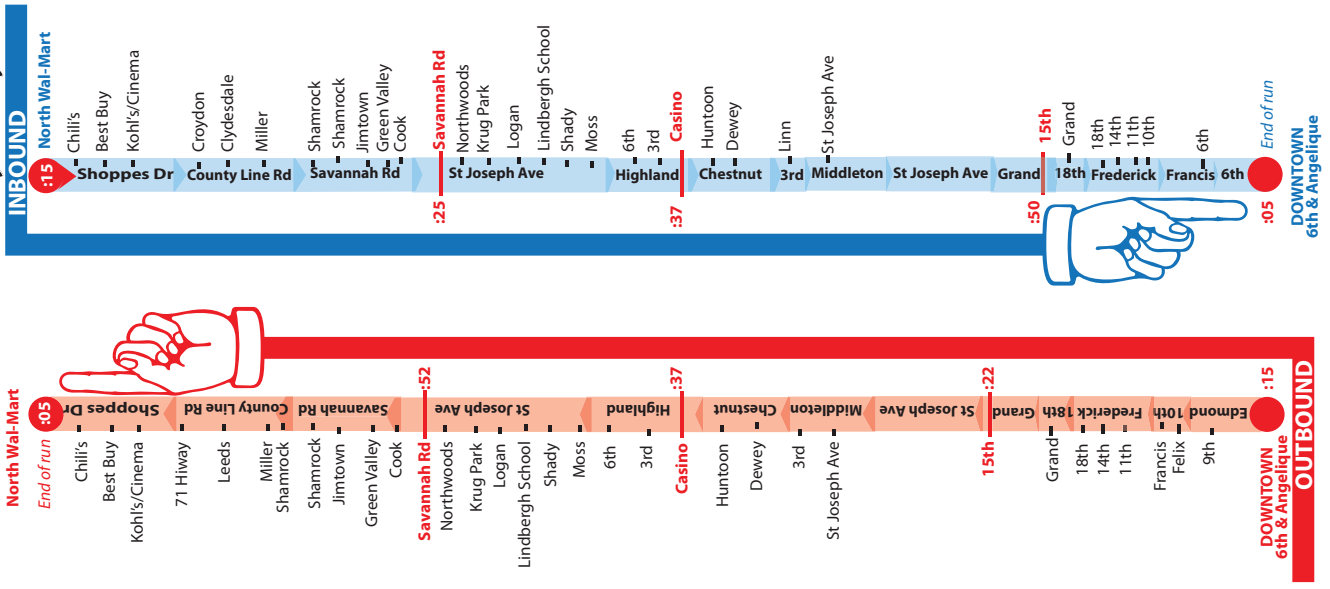 INBOUND
North Wal-Mart
:15
Chili's
Best Buy
Kohl's/Cinema
Croydon
Clydesdale
Miller
Shamrock
Shamrock
Jimtown
Green Valley
Cook
Savannah Rd
Northwoods
Krug Park
Logan
Lindbergh School
Shady
Moss
6th
3rd
Casino
Huntoon
Dewey
Linn
St Joseph Ave
15th
Grand
18th
14th
11th
10th
6th
End of run
Shoppes Dr
County Line Rd
Savannah Rd
St Joseph Ave
Highland
Chestnut
3rd
Middleton
St Joseph Ave
Grand
18th
Frederick
Francis
6th
:25
:37
:50
:05
DOWNTOWN
6th & Angelique
North Wal-Mart
End of run
:05
:52
:37
:22
:15
Shoppes Dr
County Line Rd
Savannah Rd
St Joseph Ave
Highland
Chestnut
Middleton
St Joseph Ave
Grand
18th
Frederick
10th
Edmond
Chili's
Best Buy
Kohl's/Cinema
71 Hiway
Leeds
Miller
Shamrock
Shamrock
Jimtown
Green Valley
Cook
Savannah Rd
Northwoods
Krug Park
Logan
Lindbergh School
Shady
Moss
6th
3rd
Casino
Huntoon
Dewey
3rd
St Joseph Ave
15th
Grand
18th
14th
11th
Francis
Felix
9th
DOWNTOWN
6th & Angelique
OUTBOUND